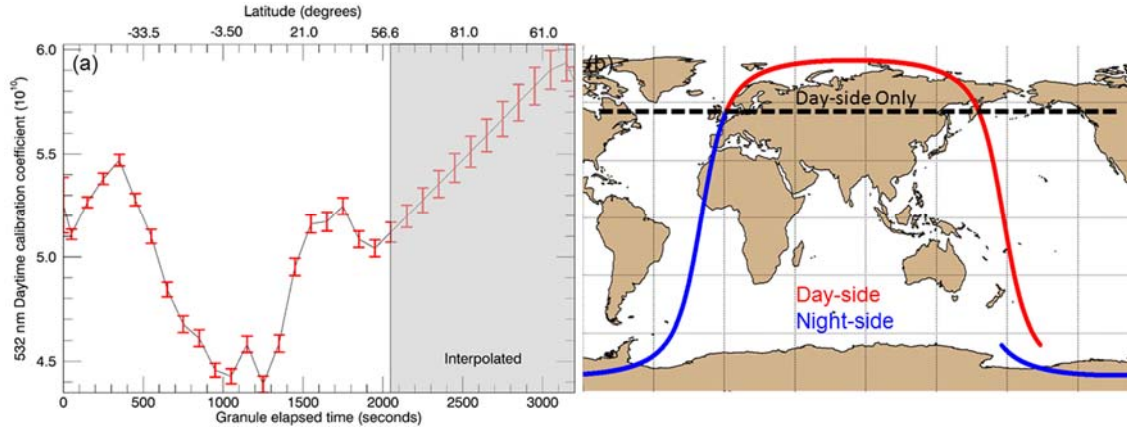 Latitude (degrees)
-33.5 -3.50 21.0 56.6 81.0 61.0
(a)
6.0
5.5
5.0
4.5
532 nm Daytime calibration coefficient (10¹⁰)
Interpolated
0 500 1000 1500 2000 2500 3000
Granule elapsed time (seconds)
(b)
Day-side Only
Day-side
Night-side